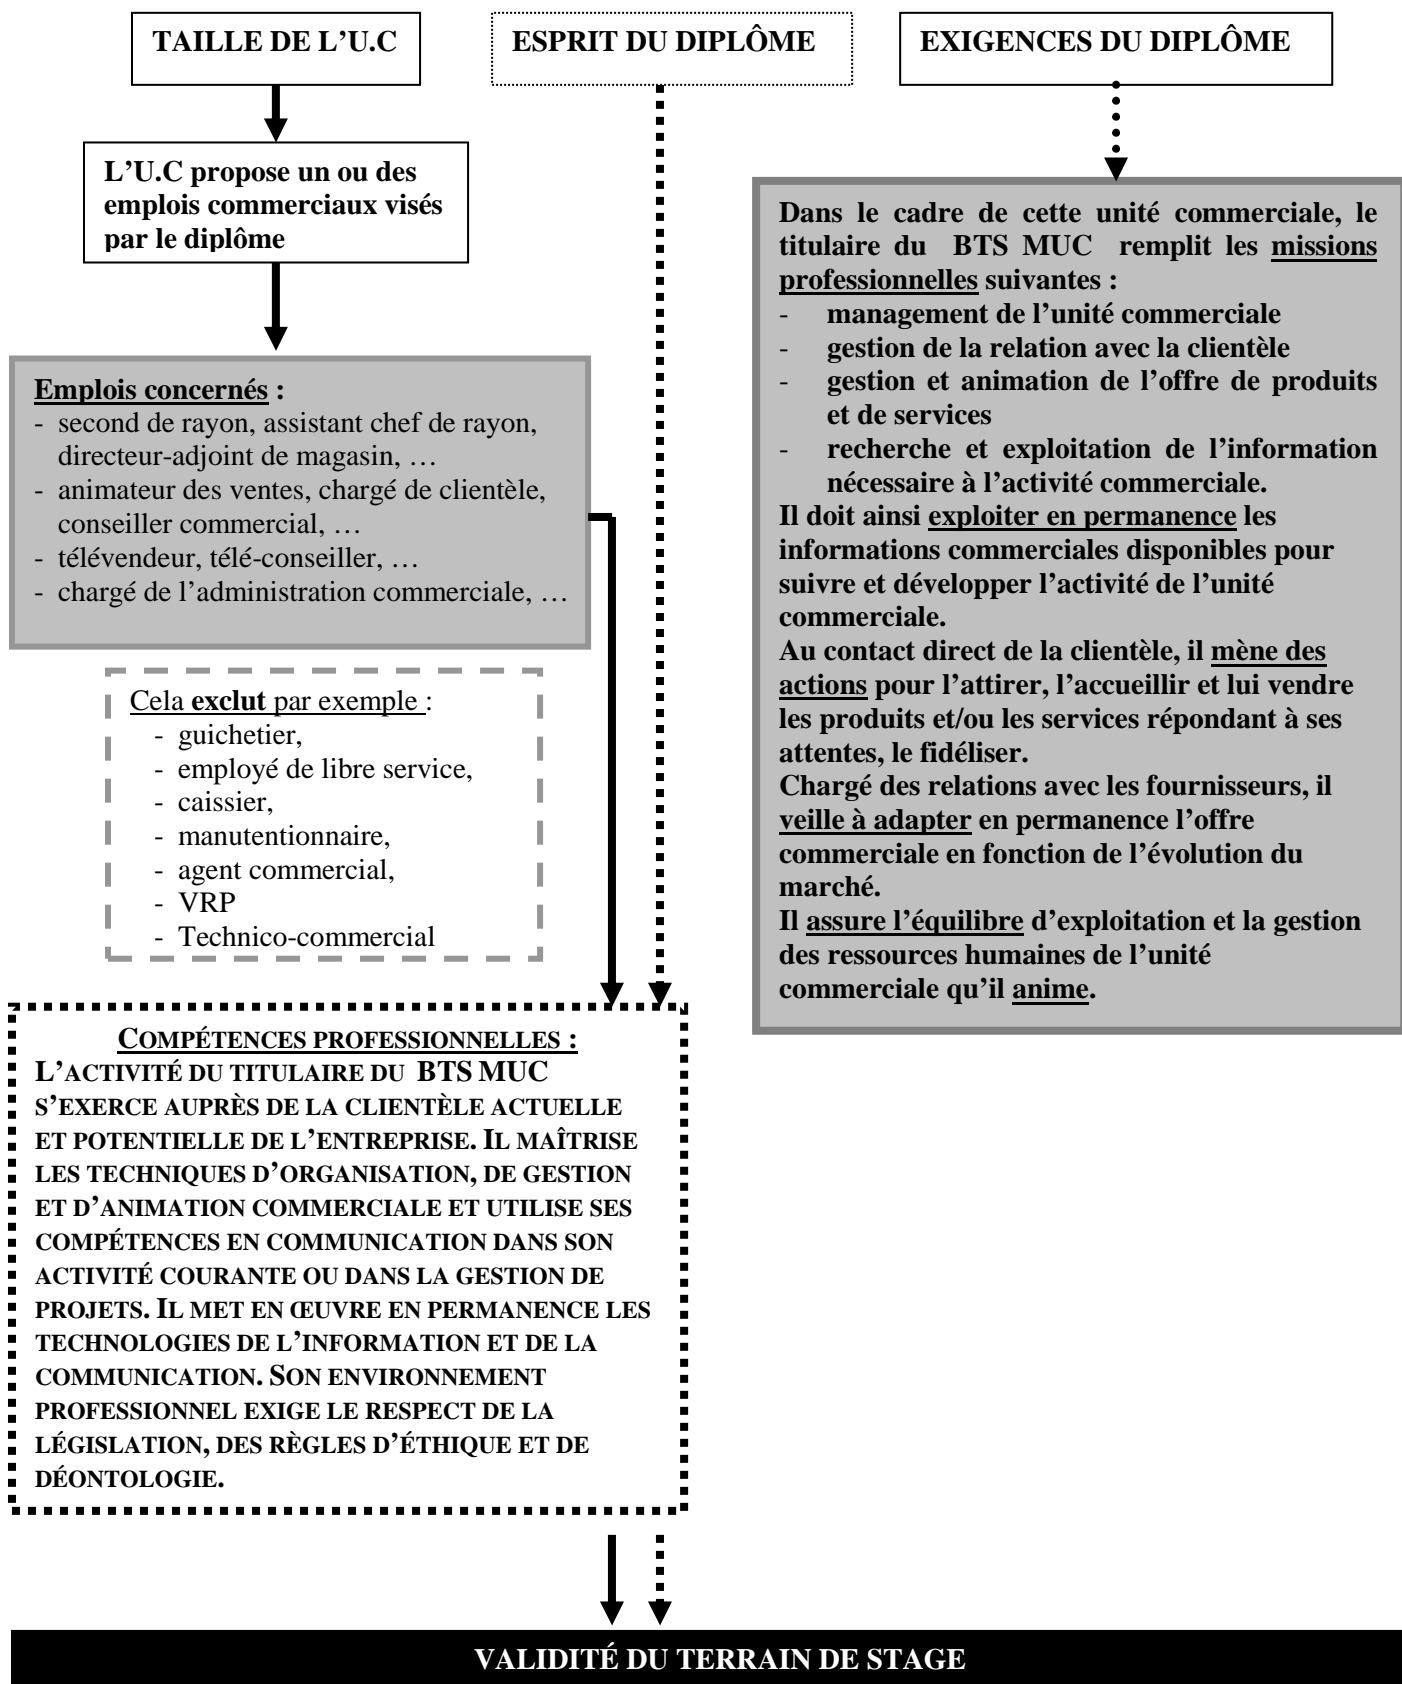 TAILLE DE L’U.C
ESPRIT DU DIPLÔME
EXIGENCES DU DIPLÔME
L’U.C propose un ou des
emplois commerciaux visés
par le diplôme
Emplois concernés :
- second de rayon, assistant chef de rayon,
directeur-adjoint de magasin, …
- animateur des ventes, chargé de clientèle,
conseiller commercial, …
- télévendeur, télé-conseiller, …
- chargé de l’administration commerciale, …
Cela exclut par exemple :
- guichetier,
- employé de libre service,
- caissier,
- manutentionnaire,
- agent commercial,
- VRP
- Technico-commercial
Dans le cadre de cette unité commerciale, le
titulaire du BTS MUC remplit les missions
professionnelles suivantes :
- management de l’unité commerciale
- gestion de la relation avec la clientèle
- gestion et animation de l’offre de produits
et de services
- recherche et exploitation de l’information
nécessaire à l’activité commerciale.
Il doit ainsi exploiter en permanence les
informations commerciales disponibles pour
suivre et développer l’activité de l’unité
commerciale.
Au contact direct de la clientèle, il mène des
actions pour l’attirer, l’accueillir et lui vendre
les produits et/ou les services répondant à ses
attentes, le fidéliser.
Chargé des relations avec les fournisseurs, il
veille à adapter en permanence l’offre
commerciale en fonction de l’évolution du
marché.
Il assure l’équilibre d’exploitation et la gestion
des ressources humaines de l’unité
commerciale qu’il anime.
COMPÉTENCES PROFESSIONNELLES :
L’ACTIVITÉ DU TITULAIRE DU BTS MUC
S’EXERCE AUPRÈS DE LA CLIENTÈLE ACTUELLE
ET POTENTIELLE DE L’ENTREPRISE. IL MAÎTRISE
LES TECHNIQUES D’ORGANISATION, DE GESTION
ET D’ANIMATION COMMERCIALE ET UTILISE SES
COMPÉTENCES EN COMMUNICATION DANS SON
ACTIVITÉ COURANTE OU DANS LA GESTION DE
PROJETS. IL MET EN ŒUVRE EN PERMANENCE LES
TECHNOLOGIES DE L’INFORMATION ET DE LA
COMMUNICATION. SON ENVIRONNEMENT
PROFESSIONNEL EXIGE LE RESPECT DE LA
LÉGISLATION, DES RÈGLES D’ÉTHIQUE ET DE
DÉONTOLOGIE.
VALIDITÉ DU TERRAIN DE STAGE